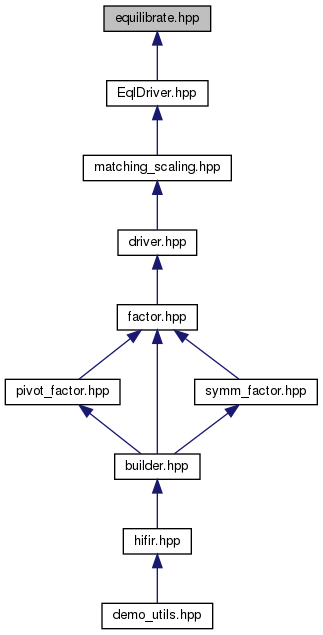 equilibrate.hpp
EqlDriver.hpp
matching_scaling.hpp
driver.hpp
factor.hpp
pivot_factor.hpp
symm_factor.hpp
builder.hpp
hifir.hpp
demo_utils.hpp